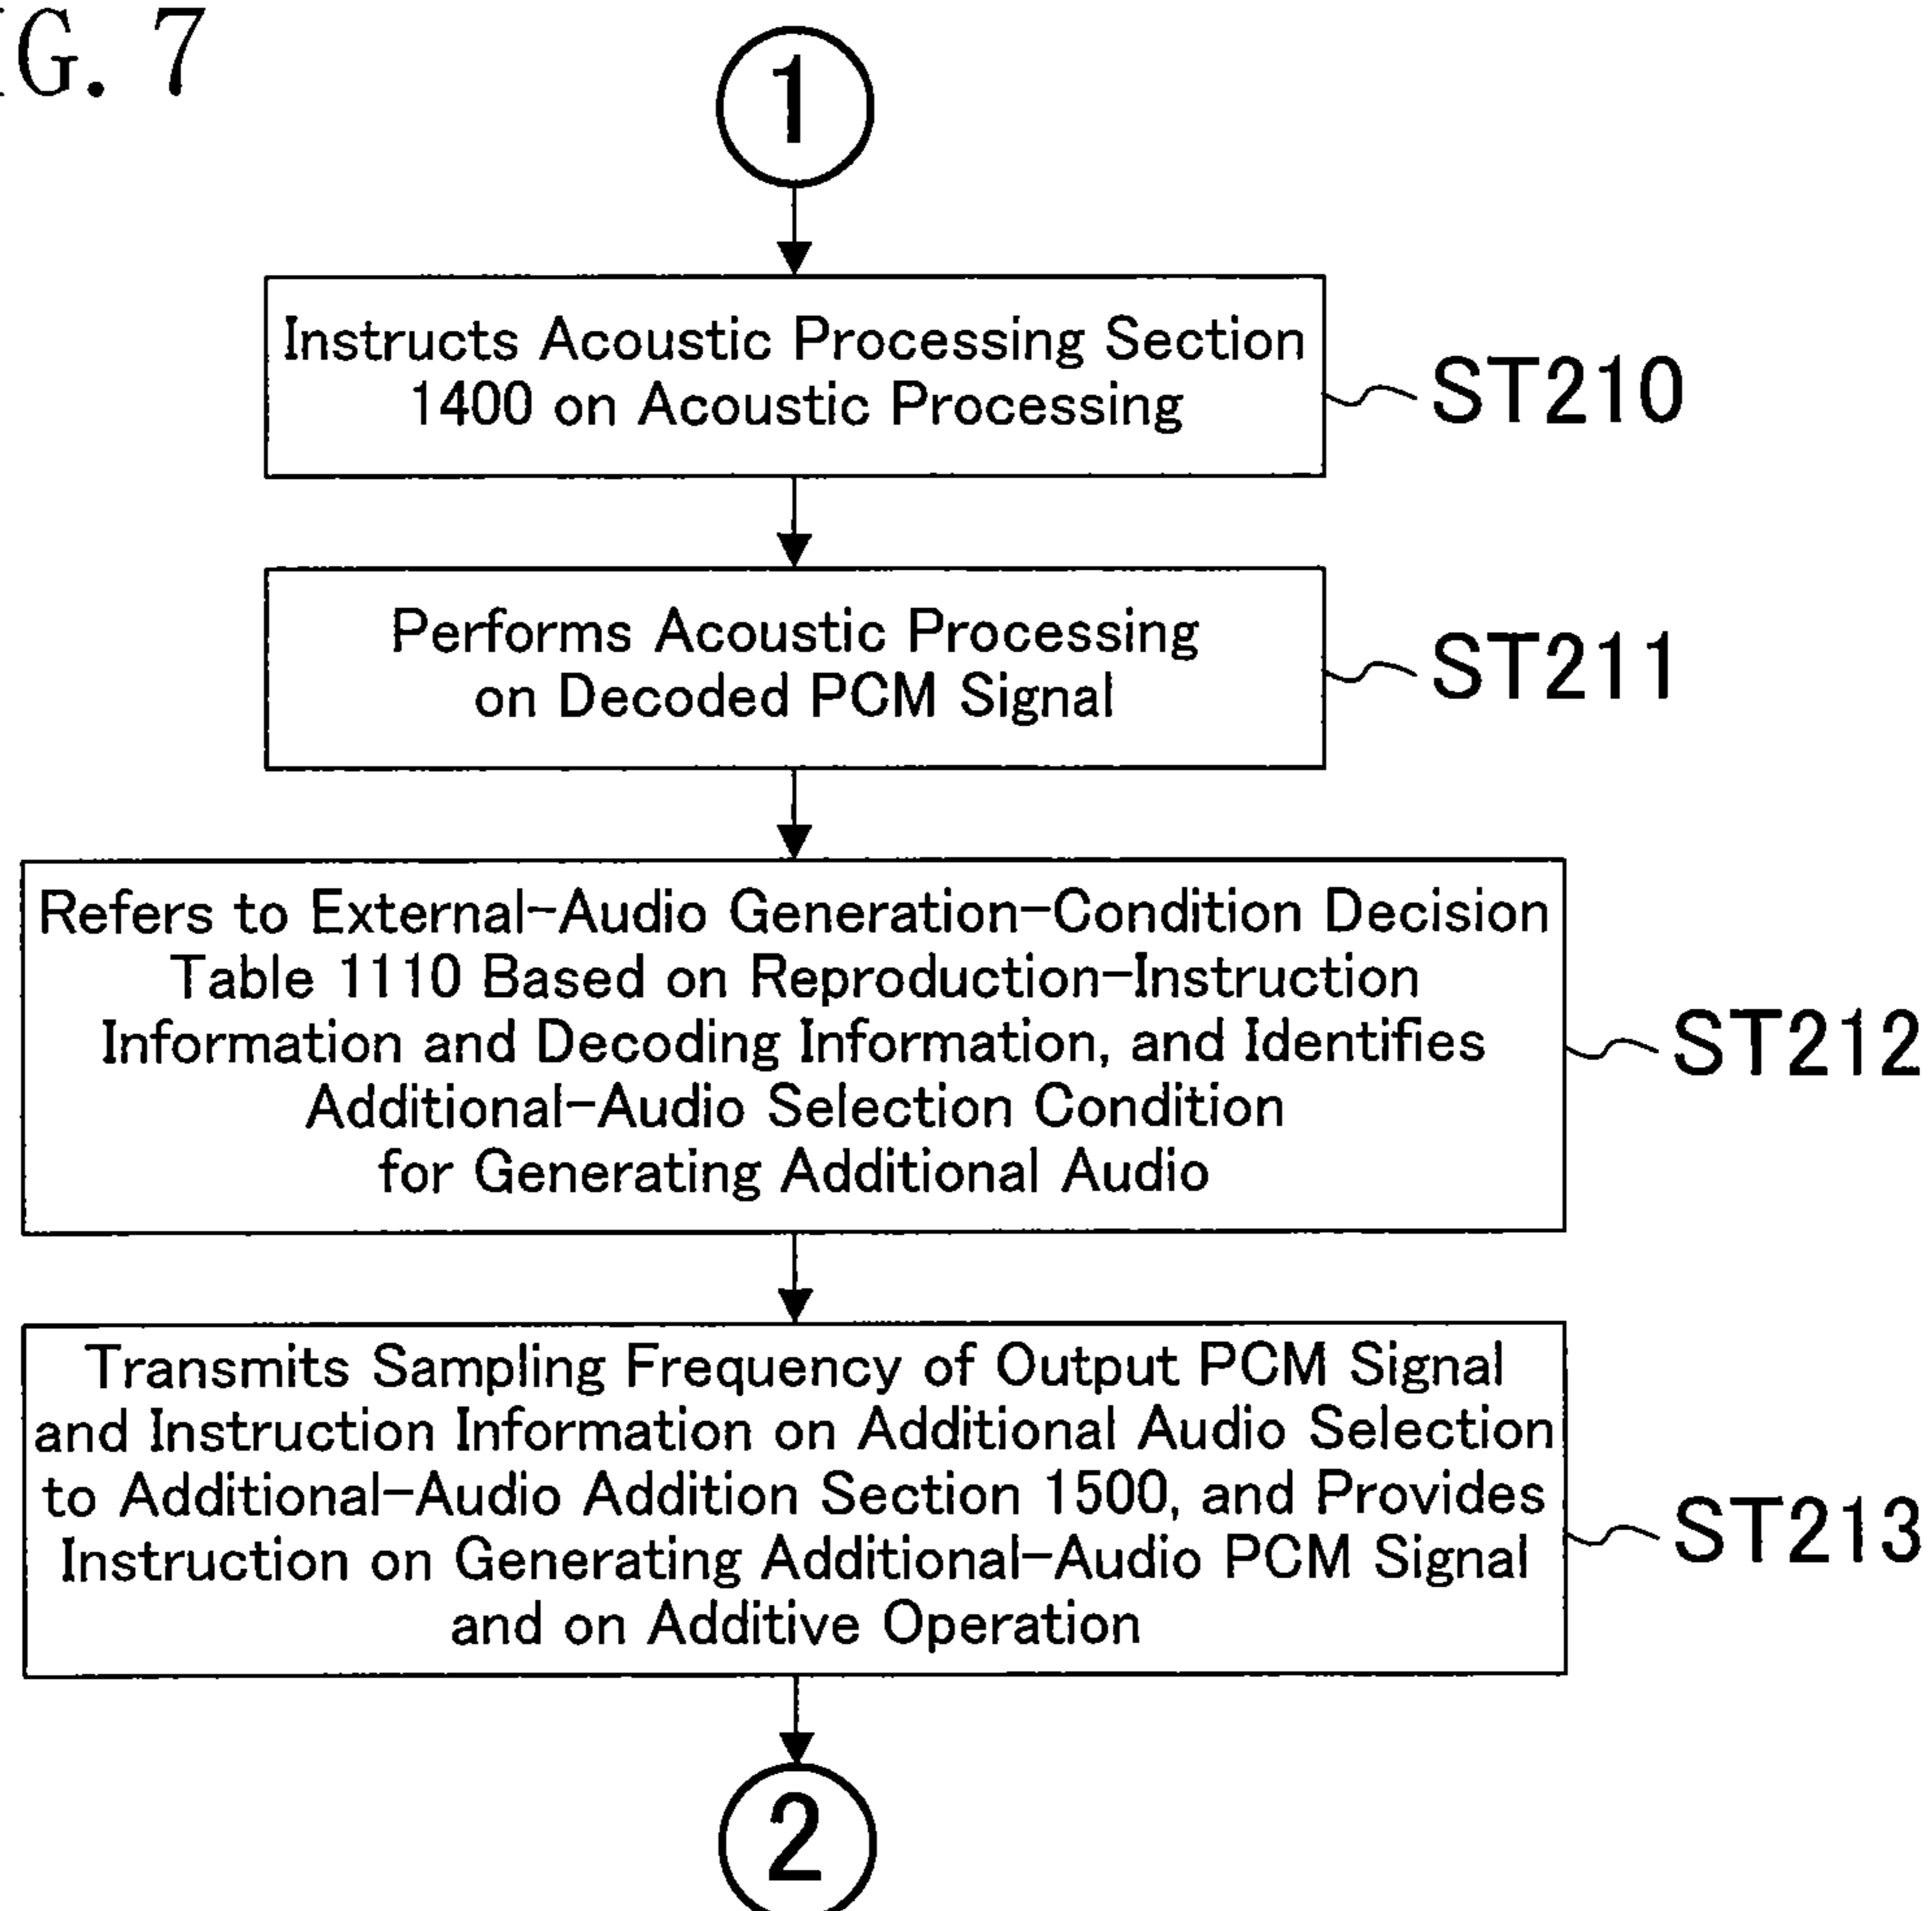 G. 7
1
Instructs Acoustic Processing Section
1400 on Acoustic Processing
ST210
Performs Acoustic Processing
on Decoded PCM Signal
ST211
Refers to External-Audio Generation-Condition Decision
Table 1110 Based on Reproduction-Instruction
Information and Decoding Information, and Identifies
Additional-Audio Selection Condition
for Generating Additional Audio
ST212
Transmits Sampling Frequency of Output PCM Signal
and Instruction Information on Additional Audio Selection
to Additional-Audio Addition Section 1500, and Provides
Instruction on Generating Additional-Audio PCM Signal
and on Additive Operation
ST213
2